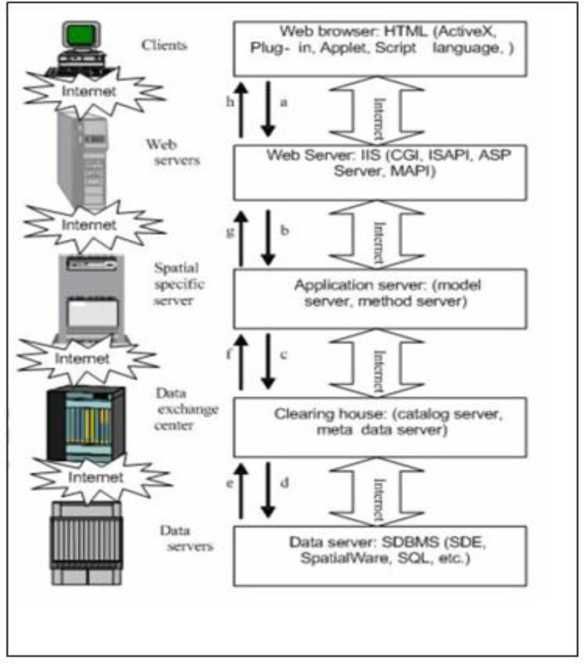 Clients
Web browser: HTML (ActiveX,
Plug- in, Applet, Script language, )
Internet
h
a
Internet
Web
servers
Web Server: IIS (CGI, ISAPI, ASP
Server, MAPI)
Internet
g
b
Internet
Spatial
specific
server
Application server: (model
server, method server)
Internet
f
c
Internet
Data
exchange
center
Clearing house: (catalog server,
meta data server)
Internet
e
d
Internet
Data
servers
Data server: SDBMS (SDE,
SpatialWare, SQL, etc.)